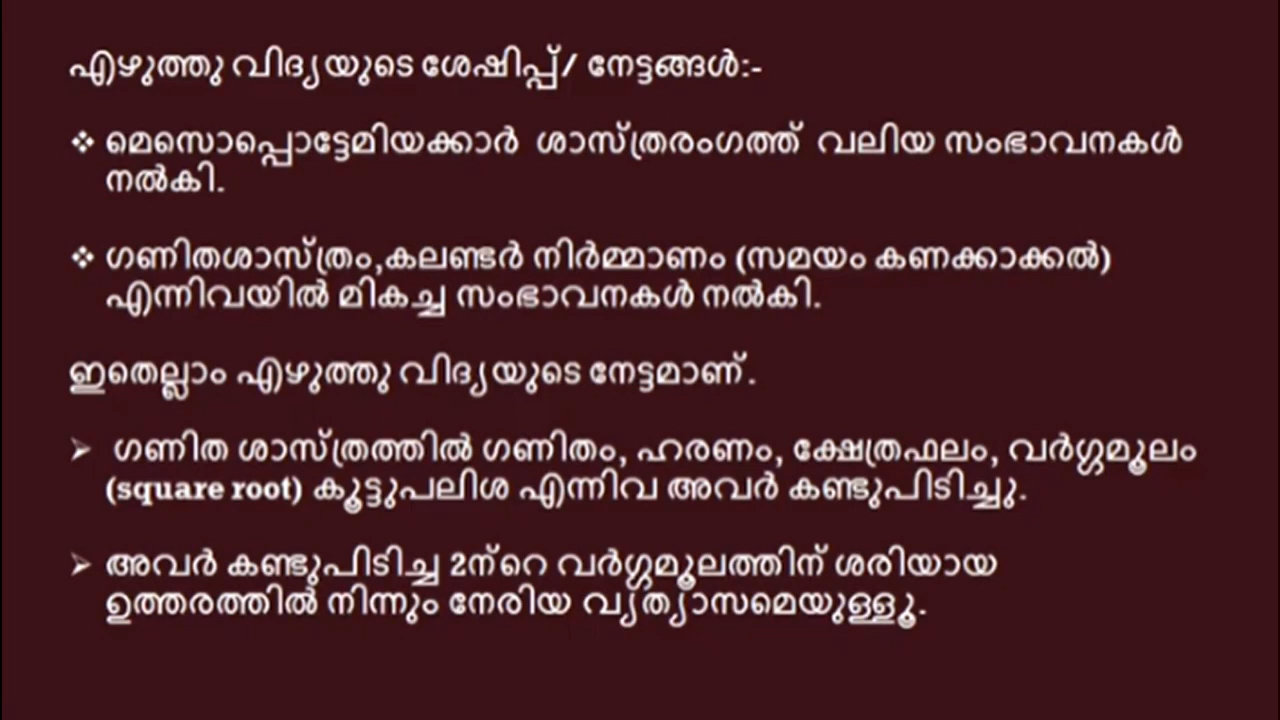 എഴുത്തു വിദ്യയുടെ ശേഷിപ്പ്/ നേട്ടങ്ങൾ:-
❖ മെസൊപ്പൊട്ടേമിയക്കാർ ശാസ്ത്രരംഗത്ത് വലിയ സംഭാവനകൾ
നൽകി.
❖ ഗണിതശാസ്ത്രം,കലണ്ടർ നിർമ്മാണം (സമയം കണക്കാക്കൽ)
എന്നിവയിൽ മികച്ച സംഭാവനകൾ നൽകി.
ഇതെല്ലാം എഴുത്തു വിദ്യയുടെ നേട്ടമാണ്.
➢ ഗണിത ശാസ്ത്രത്തിൽ ഗണിതം, ഹരണം, ക്ഷേത്രഫലം, വർഗ്ഗമൂലം
(square root) കൂട്ടുപലിശ എന്നിവ അവർ കണ്ടുപിടിച്ചു.
➢ അവർ കണ്ടുപിടിച്ച 2ന്റെ വർഗ്ഗമൂലത്തിന് ശരിയായ
ഉത്തരത്തിൽ നിന്നും നേരിയ വ്യത്യാസമെയുള്ളൂ.